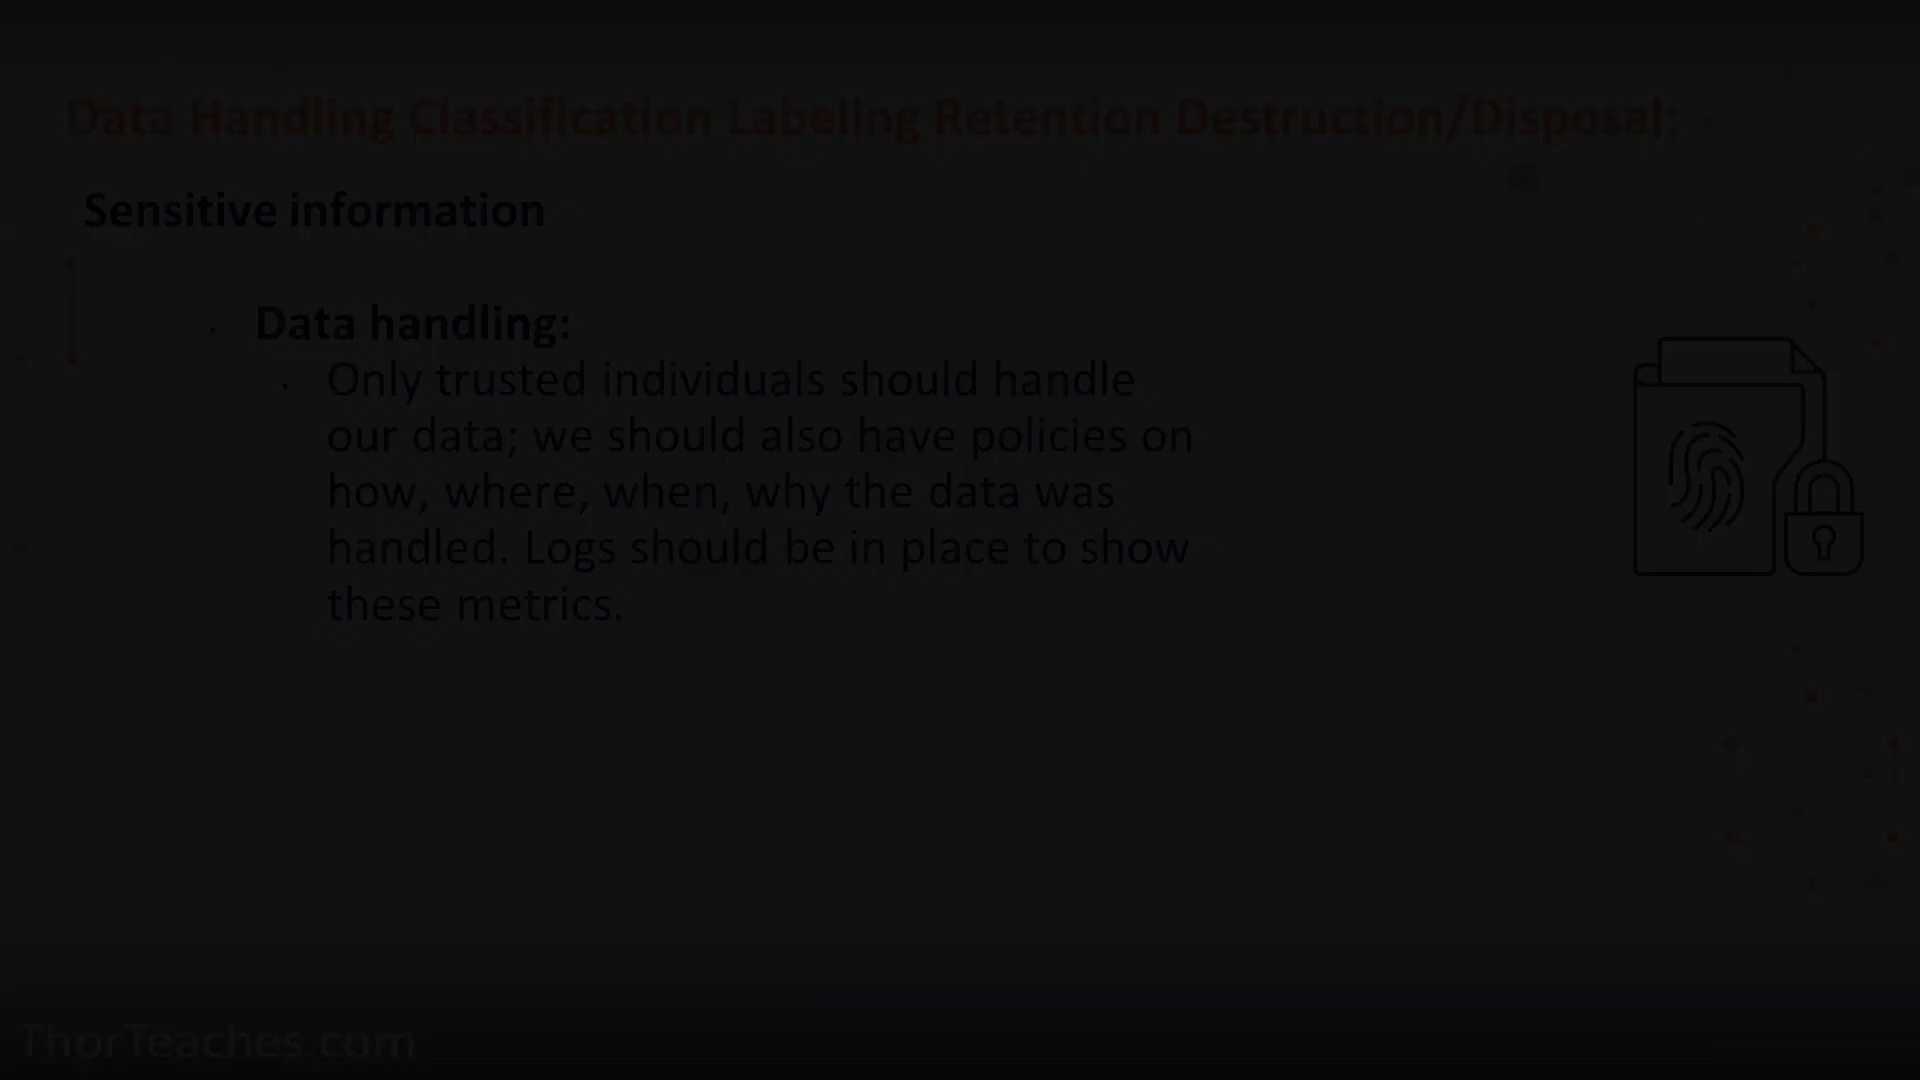 Data Handling Classification Labeling Retention Destruction/Disposal:
Sensitive information
Data handling:
Only trusted individuals should handle
our data; we should also have policies on
how, where, when, why the data was
handled. Logs should be in place to show
these metrics.
ThorTeaches.com